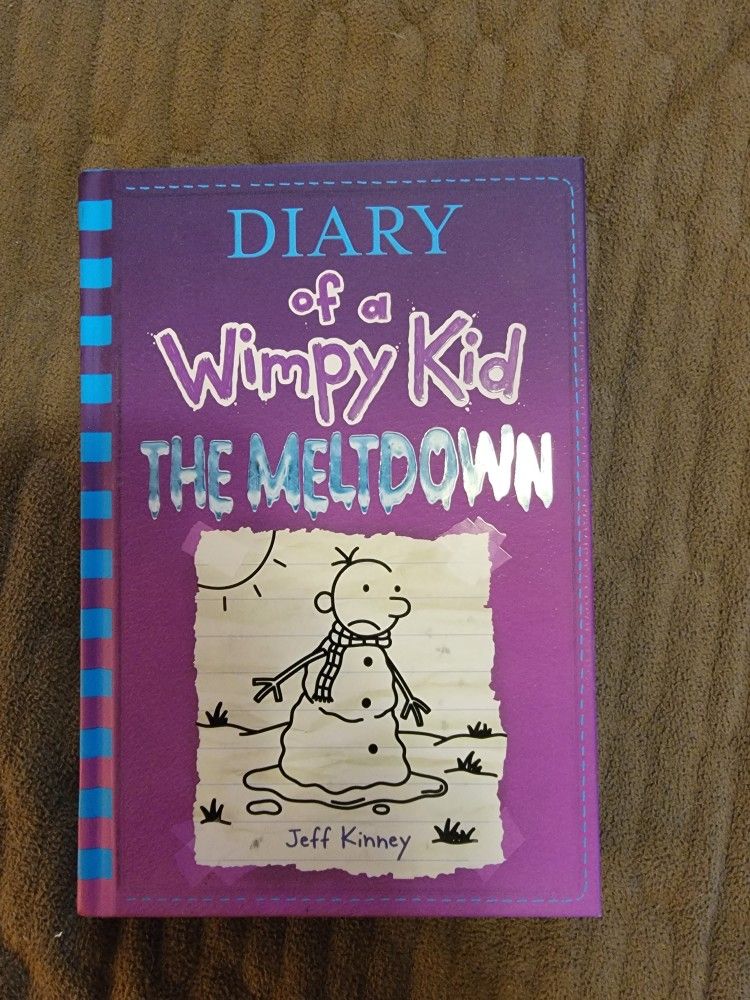 DIARY
of a
Wimpy Kid
THE MELTDOWN
Jeff Kinney